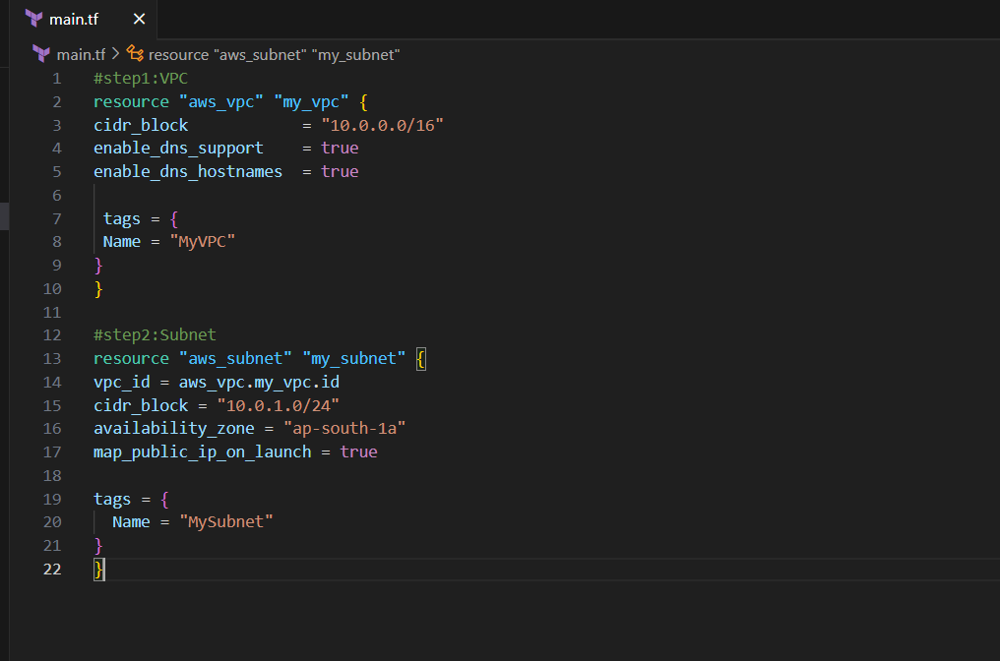 main.tf ×
main.tf > resource "aws_subnet" "my_subnet"
1 #step1:VPC
2 resource "aws_vpc" "my_vpc" {
3 cidr_block            = "10.0.0.0/16"
4 enable_dns_support    = true
5 enable_dns_hostnames  = true
6
7  tags = {
8  Name = "MyVPC"
9 }
10 }
11
12 #step2:Subnet
13 resource "aws_subnet" "my_subnet" {
14 vpc_id = aws_vpc.my_vpc.id
15 cidr_block = "10.0.1.0/24"
16 availability_zone = "ap-south-1a"
17 map_public_ip_on_launch = true
18
19 tags = {
20   Name = "MySubnet"
21 }
22 }